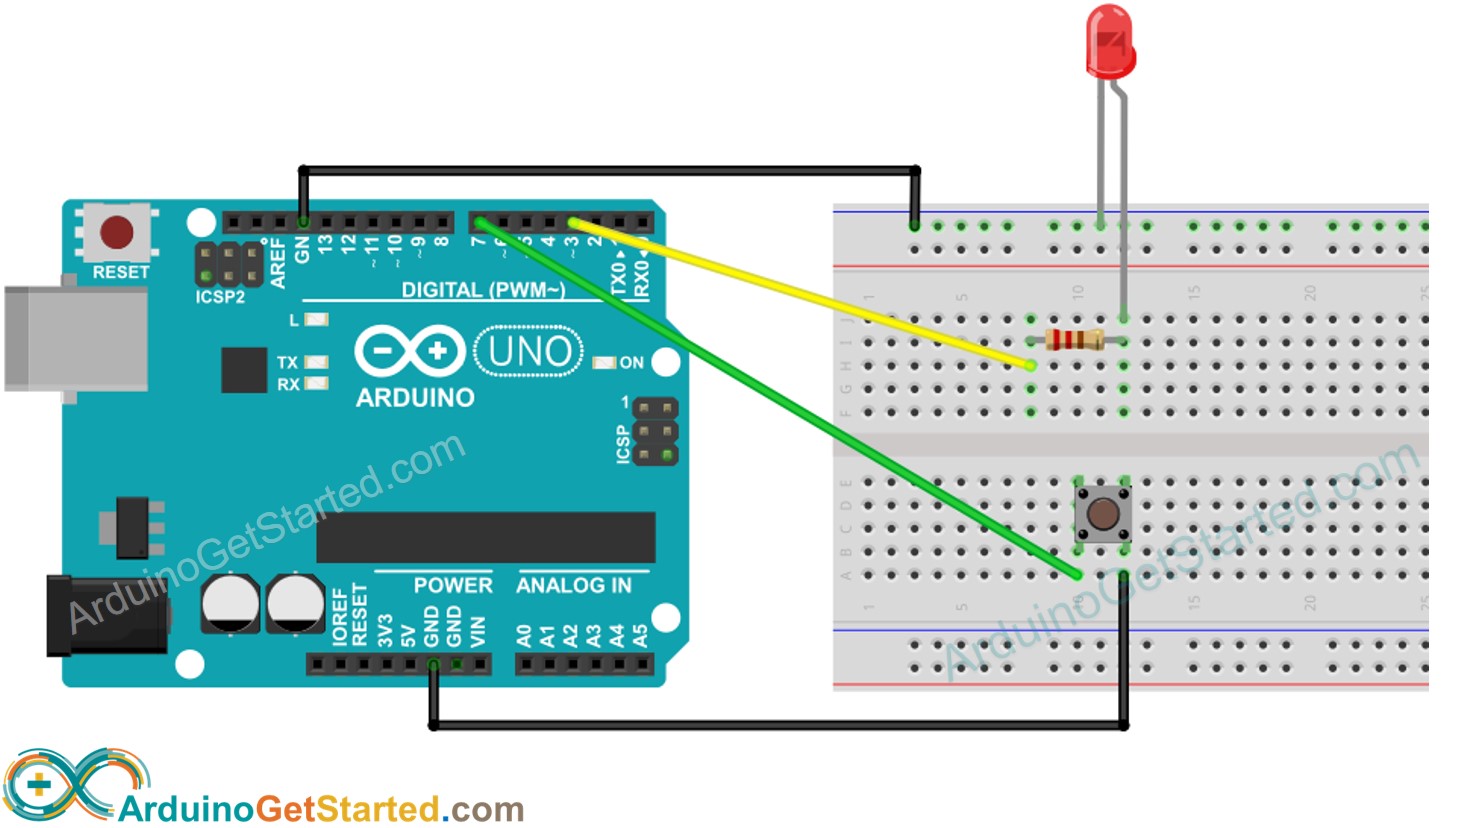 RESET
ICSP2
AREF
GN
13
12
~11
~10
~9
8
7
~6
5
4
~3
2
TX0▸
RX0◂
DIGITAL (PWM~)
L
TX
RX
UNO
ON
ARDUINO
1
ICSP
ArduinoGetStarted.com
POWER
ANALOG IN
IOREF
RESET
3V3
5V
GND
GND
VIN
A0
A1
A2
A3
A4
A5
1 5 10 15 20 25
J
I
H
G
F
E
D
C
B
A
1 5 10 15 20 25
ArduinoGetStarted.com
ArduinoGetStarted.com